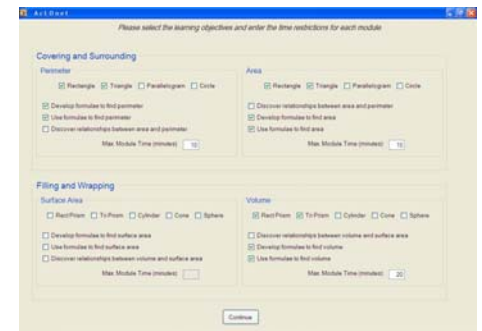 ActOnet
Please select the learning objectives and enter the time restrictions for each module
Covering and Surrounding
Perimeter
Rectangle Triangle Parallelogram Circle
Develop formulas to find perimeter
Use formulas to find perimeter
Discover relationships between area and perimeter
Max. Module Time (minutes) 10
Area
Rectangle Triangle Parallelogram Circle
Discover relationships between area and perimeter
Develop formulas to find area
Use formulas to find area
Max. Module Time (minutes)
Filling and Wrapping
Surface Area
Rect Prism Tri Prism Cylinder Cone Sphere
Develop formulas to find surface area
Use formulas to find surface area
Discover relationships between volume and surface area
Max. Module Time (minutes)
Volume
Rect Prism Tri Prism Cylinder Cone Sphere
Discover relationships between volume and surface area
Develop formulas to find volume
Use formulas to find volume
Max. Module Time (minutes) 20
Continue